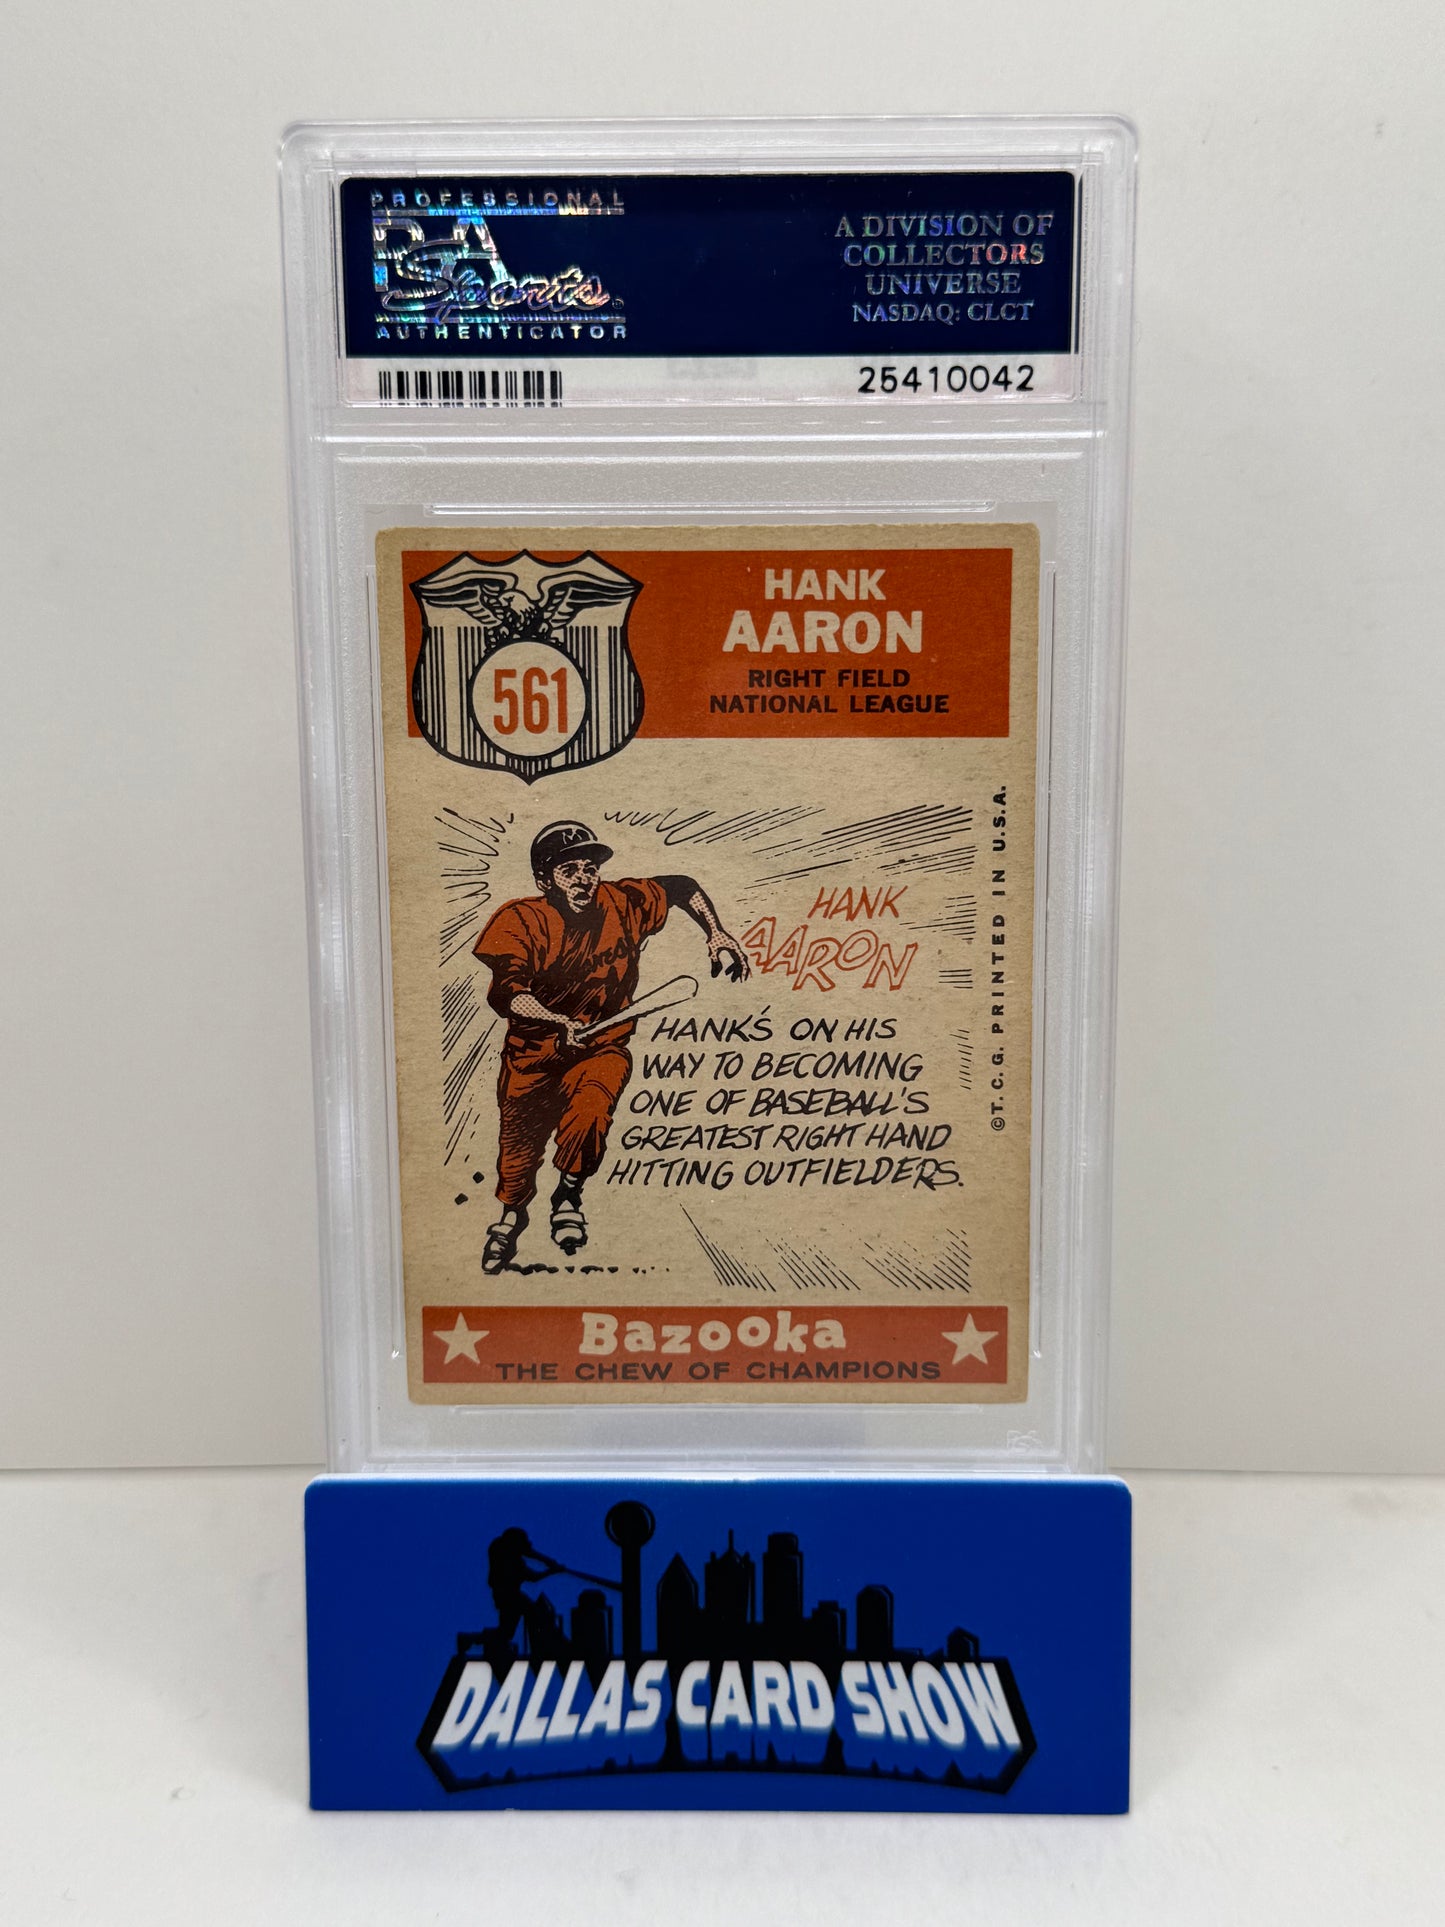 PROFESSIONAL
PSA
Sports
AUTHENTICATOR
A DIVISION OF
COLLECTORS
UNIVERSE
NASDAQ: CLCT
25410042
561
HANK
AARON
RIGHT FIELD
NATIONAL LEAGUE
HANK
AARON
HANK'S ON HIS
WAY TO BECOMING
ONE OF BASEBALL'S
GREATEST RIGHT HAND
HITTING OUTFIELDERS.
© T. C. G. PRINTED IN U.S.A.
Bazooka
THE CHEW OF CHAMPIONS
DALLAS CARD SHOW